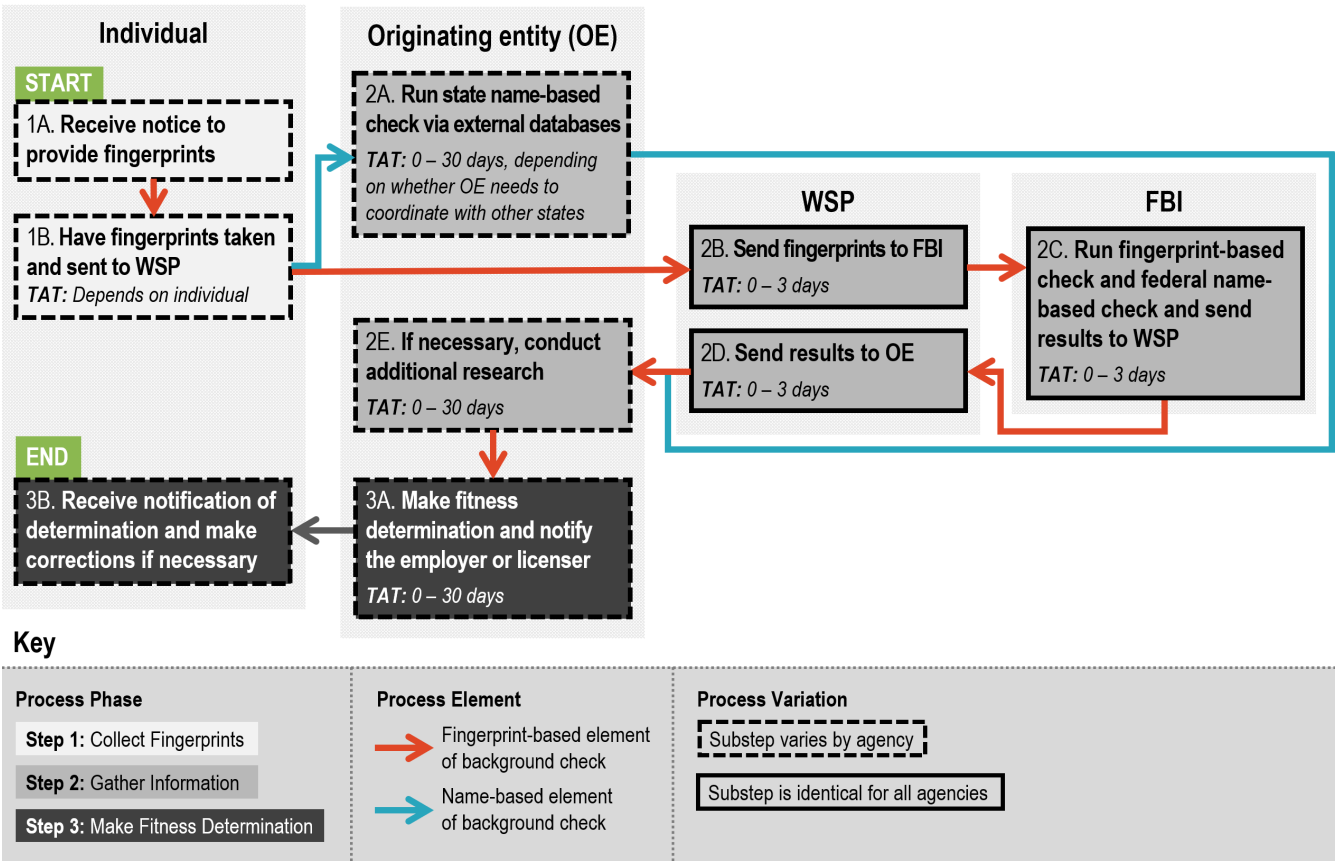 Individual
START
1A. Receive notice to
provide fingerprints
1B. Have fingerprints taken
and sent to WSP
TAT: Depends on individual
END
3B. Receive notification of
determination and make
corrections if necessary
Originating entity (OE)
2A. Run state name-based
check via external databases
TAT: 0 – 30 days, depending
on whether OE needs to
coordinate with other states
2E. If necessary, conduct
additional research
TAT: 0 – 30 days
3A. Make fitness
determination and notify
the employer or licenser
TAT: 0 – 30 days
WSP
2B. Send fingerprints to FBI
TAT: 0 – 3 days
2D. Send results to OE
TAT: 0 – 3 days
FBI
2C. Run fingerprint-based
check and federal name-
based check and send
results to WSP
TAT: 0 – 3 days
Key
Process Phase
Step 1: Collect Fingerprints
Step 2: Gather Information
Step 3: Make Fitness Determination
Process Element
Fingerprint-based element
of background check
Name-based element
of background check
Process Variation
Substep varies by agency
Substep is identical for all agencies